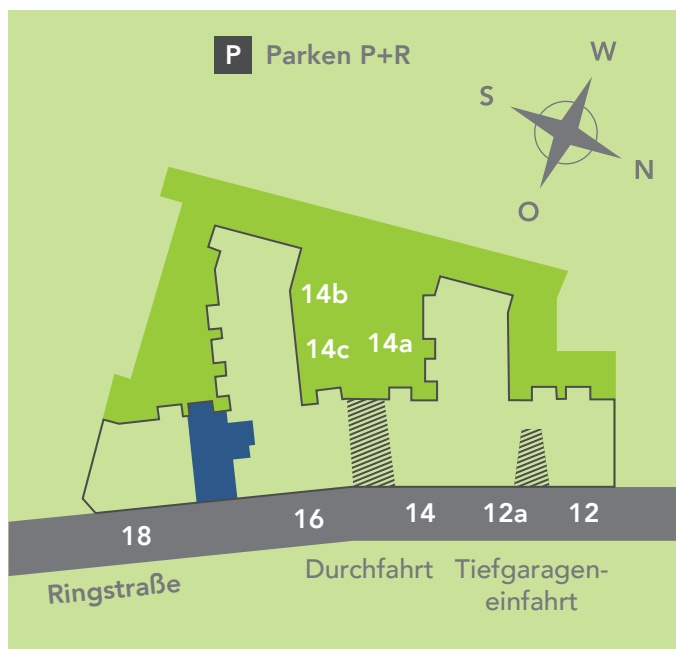 P Parken P+R
W
S
N
O
14b
14c 14a
18 16 14 12a 12
Ringstraße
Durchfahrt
Tiefgaragen-
einfahrt